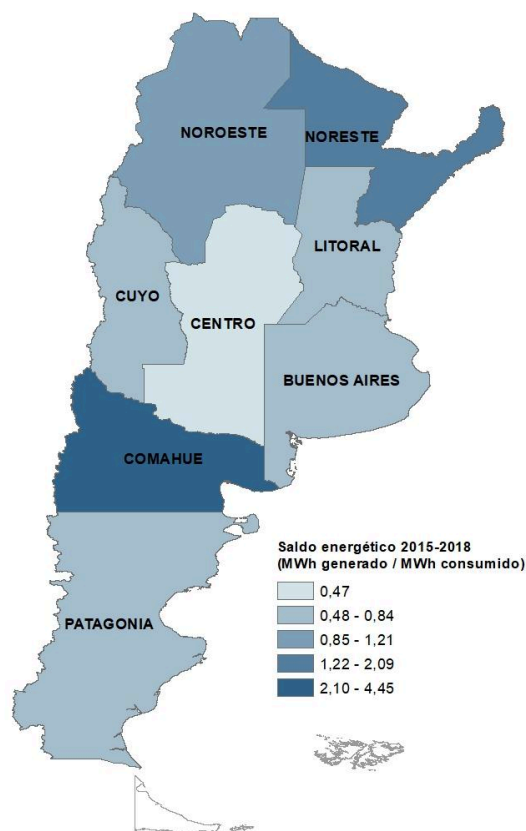 NOROESTE
NORESTE
LITORAL
CUYO
CENTRO
BUENOS AIRES
COMAHUE
PATAGONIA
Saldo energético 2015-2018
(MWh generado / MWh consumido)
0,47
0,48 - 0,84
0,85 - 1,21
1,22 - 2,09
2,10 - 4,45